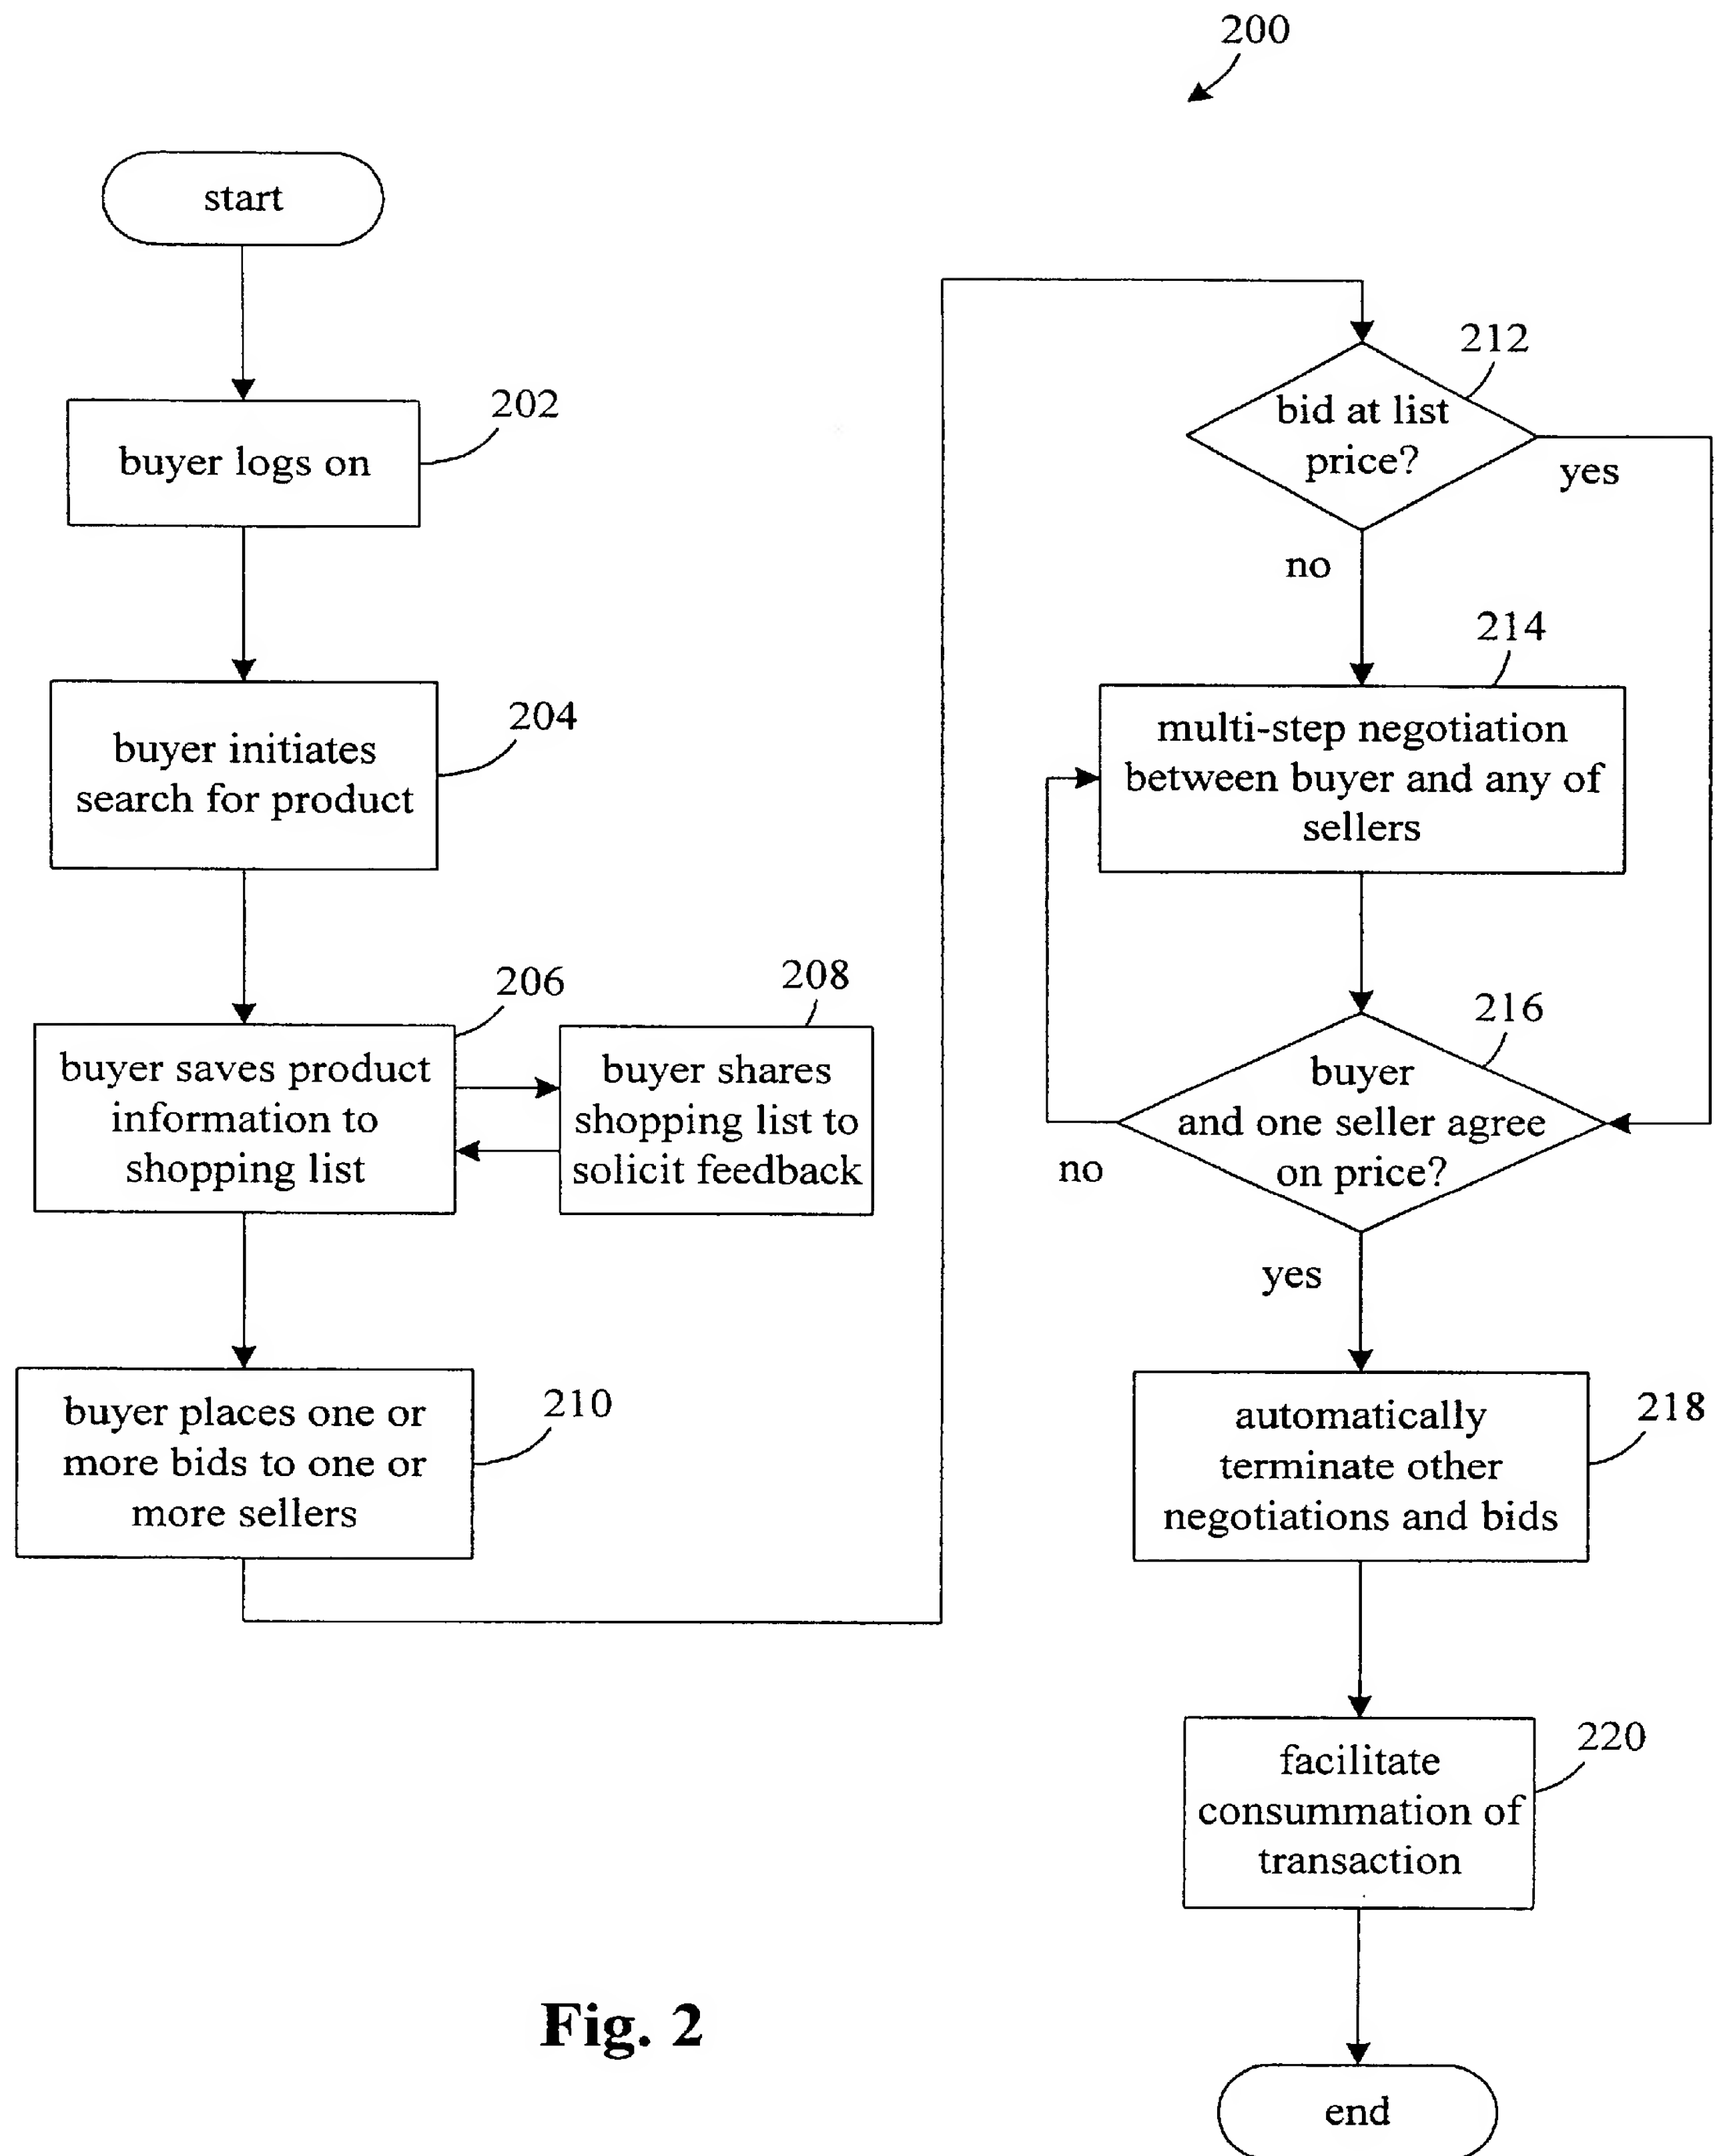 200
start
202
buyer logs on
204
buyer initiates
search for product
206
buyer saves product
information to
shopping list
208
buyer shares
shopping list to
solicit feedback
210
buyer places one or
more bids to one or
more sellers
212
bid at list
price?
yes
no
214
multi-step negotiation
between buyer and any of
sellers
216
buyer
and one seller agree
on price?
no
yes
218
automatically
terminate other
negotiations and bids
220
facilitate
consummation of
transaction
end
Fig. 2